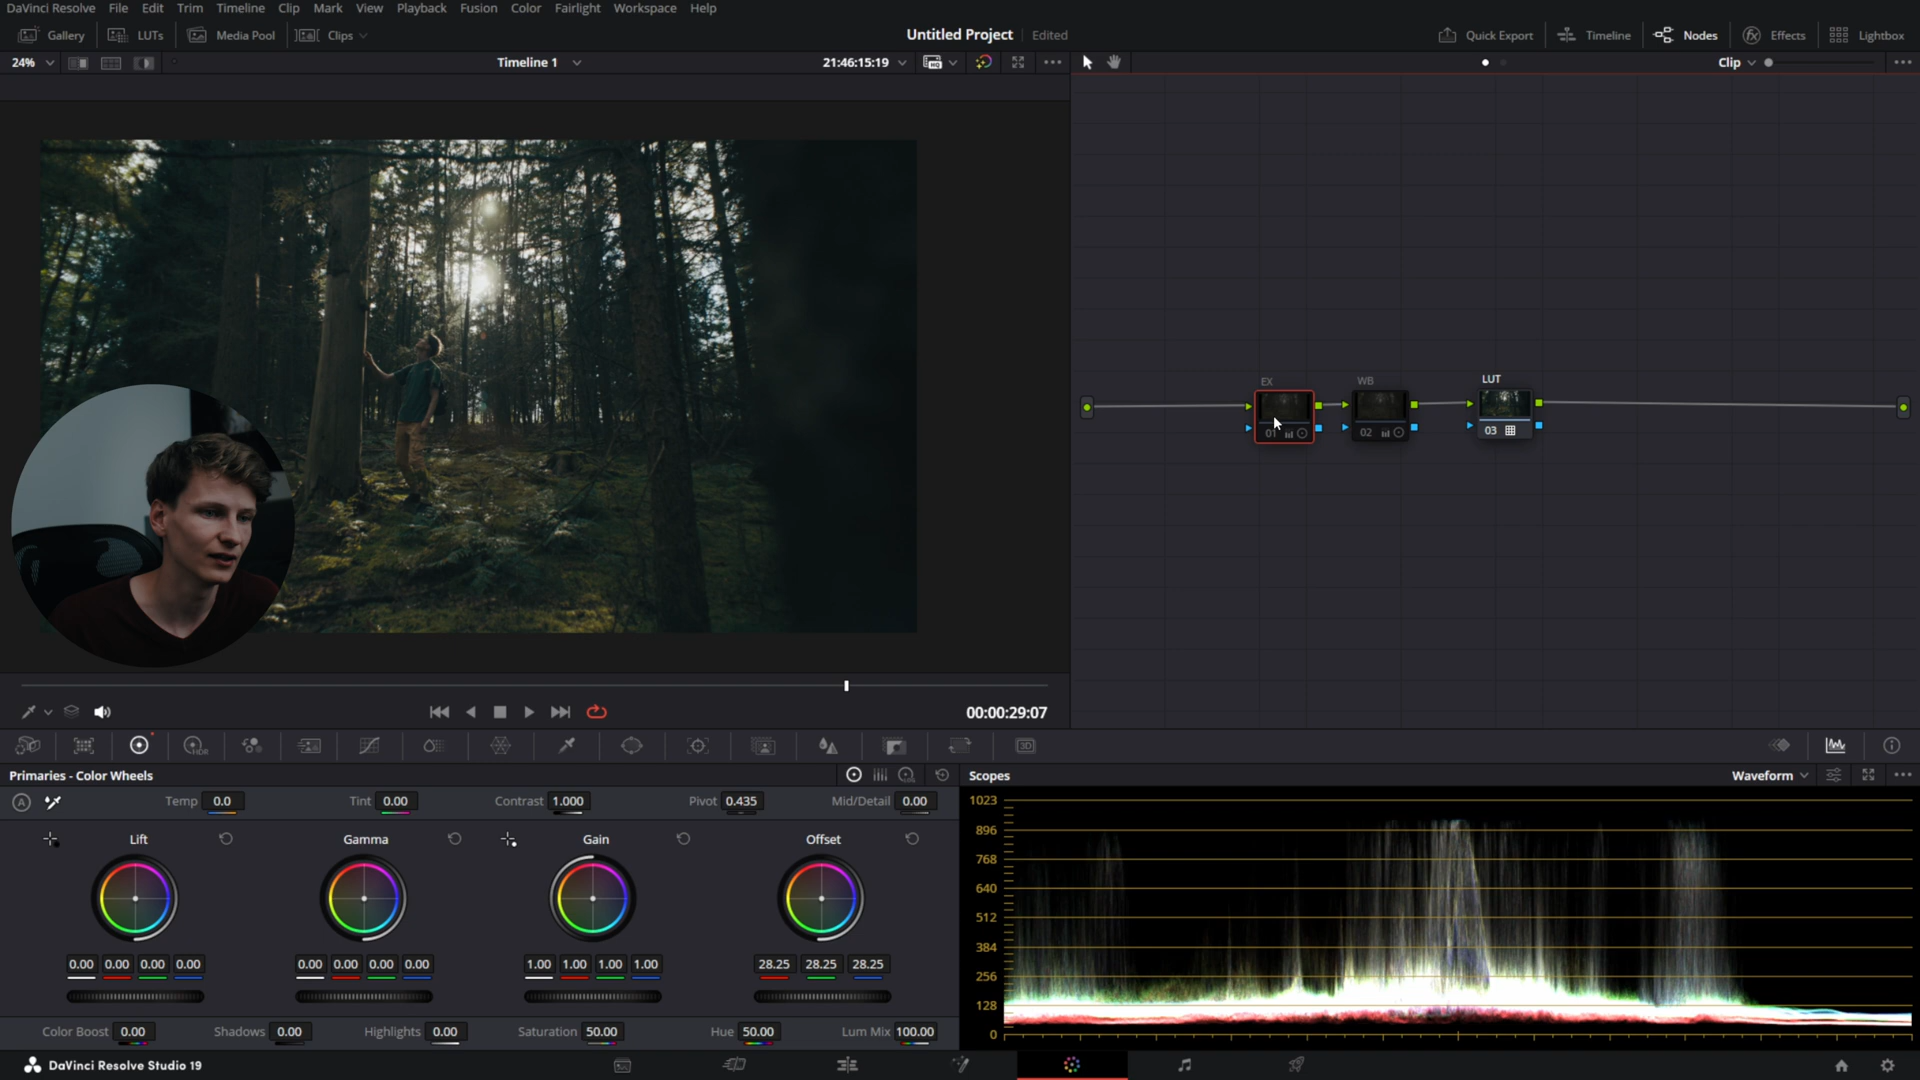 DaVinci Resolve File Edit Trim Timeline Clip Mark View Playback Fusion Color Fairlight Workspace Help
Gallery LUTs Media Pool Clips Untitled Project Edited Quick Export Timeline Nodes Effects Lightbox
24% Timeline 1 21:46:15:19 Clip
EX WB LUT
01 02 03
00:00:29:07
HDR 3D
Primaries - Color Wheels Scopes Waveform
A Temp 0.0 Tint 0.00 Contrast 1.000 Pivot 0.435 Mid/Detail 0.00
Lift Gamma Gain Offset
0.00 0.00 0.00 0.00 0.00 0.00 0.00 0.00 1.00 1.00 1.00 1.00 28.25 28.25 28.25
Color Boost 0.00 Shadows 0.00 Highlights 0.00 Saturation 50.00 Hue 50.00 Lum Mix 100.00
1023
896
768
640
512
384
256
128
0
DaVinci Resolve Studio 19